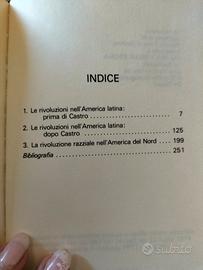 INDICE
1. Le rivoluzioni nell'America latina:
prima di Castro . . . . . . . . . . . . . . . . . . 7
2. Le rivoluzioni nell'America latina:
dopo Castro . . . . . . . . . . . . . . . . . . . . 125
3. La rivoluzione razziale nell'America del Nord . 199
Bibliografia . . . . . . . . . . . . . . . . . . . . . 251
subito